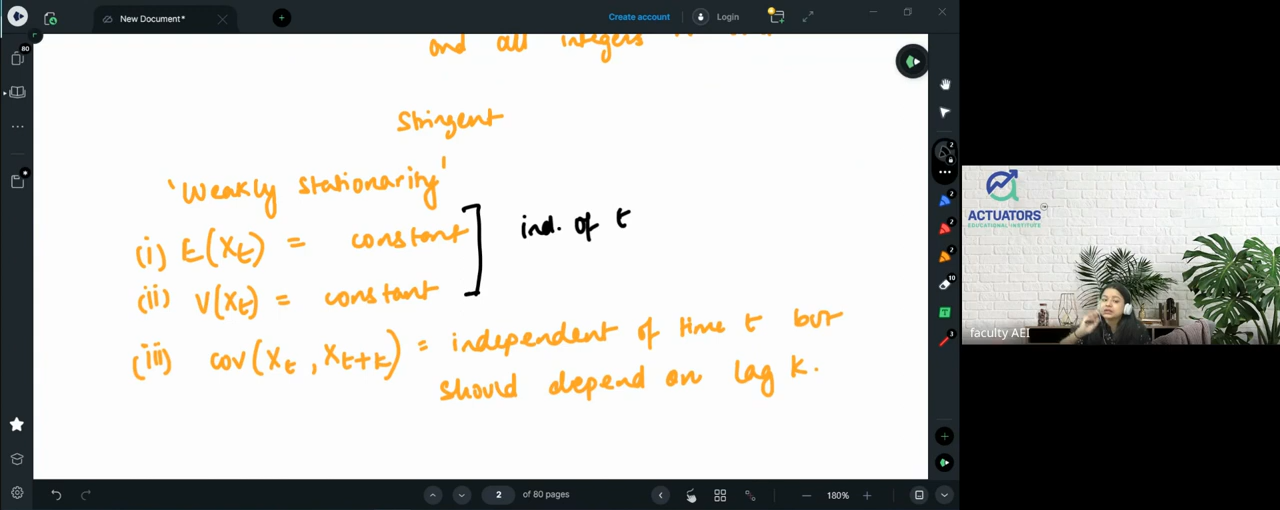 New Document*
Create account
Login
80
and all integers
Stringent
'Weakly stationarity'
(i) E(Xt) = constant
ind. of t
(ii) V(Xt) = constant
(iii) cov(Xt, Xt+k) = independent of time t but
should depend on lag k.
ACTUATORS
EDUCATIONAL INSTITUTE
faculty AEI
2
of 80 pages
180%